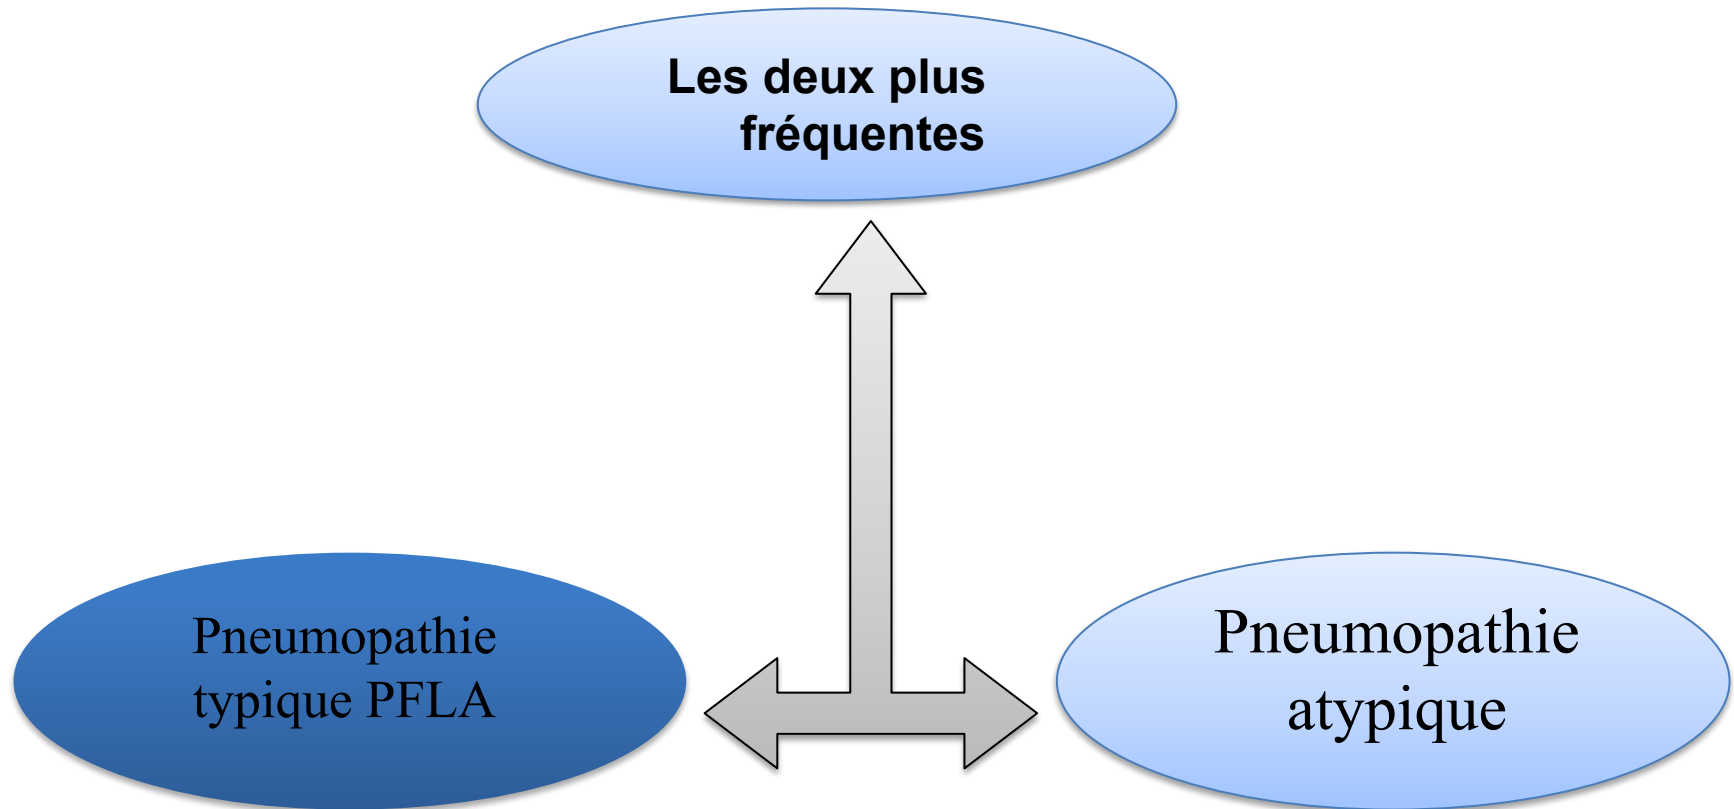 Les deux plus
fréquentes
Pneumopathie
typique PFLA
Pneumopathie
atypique